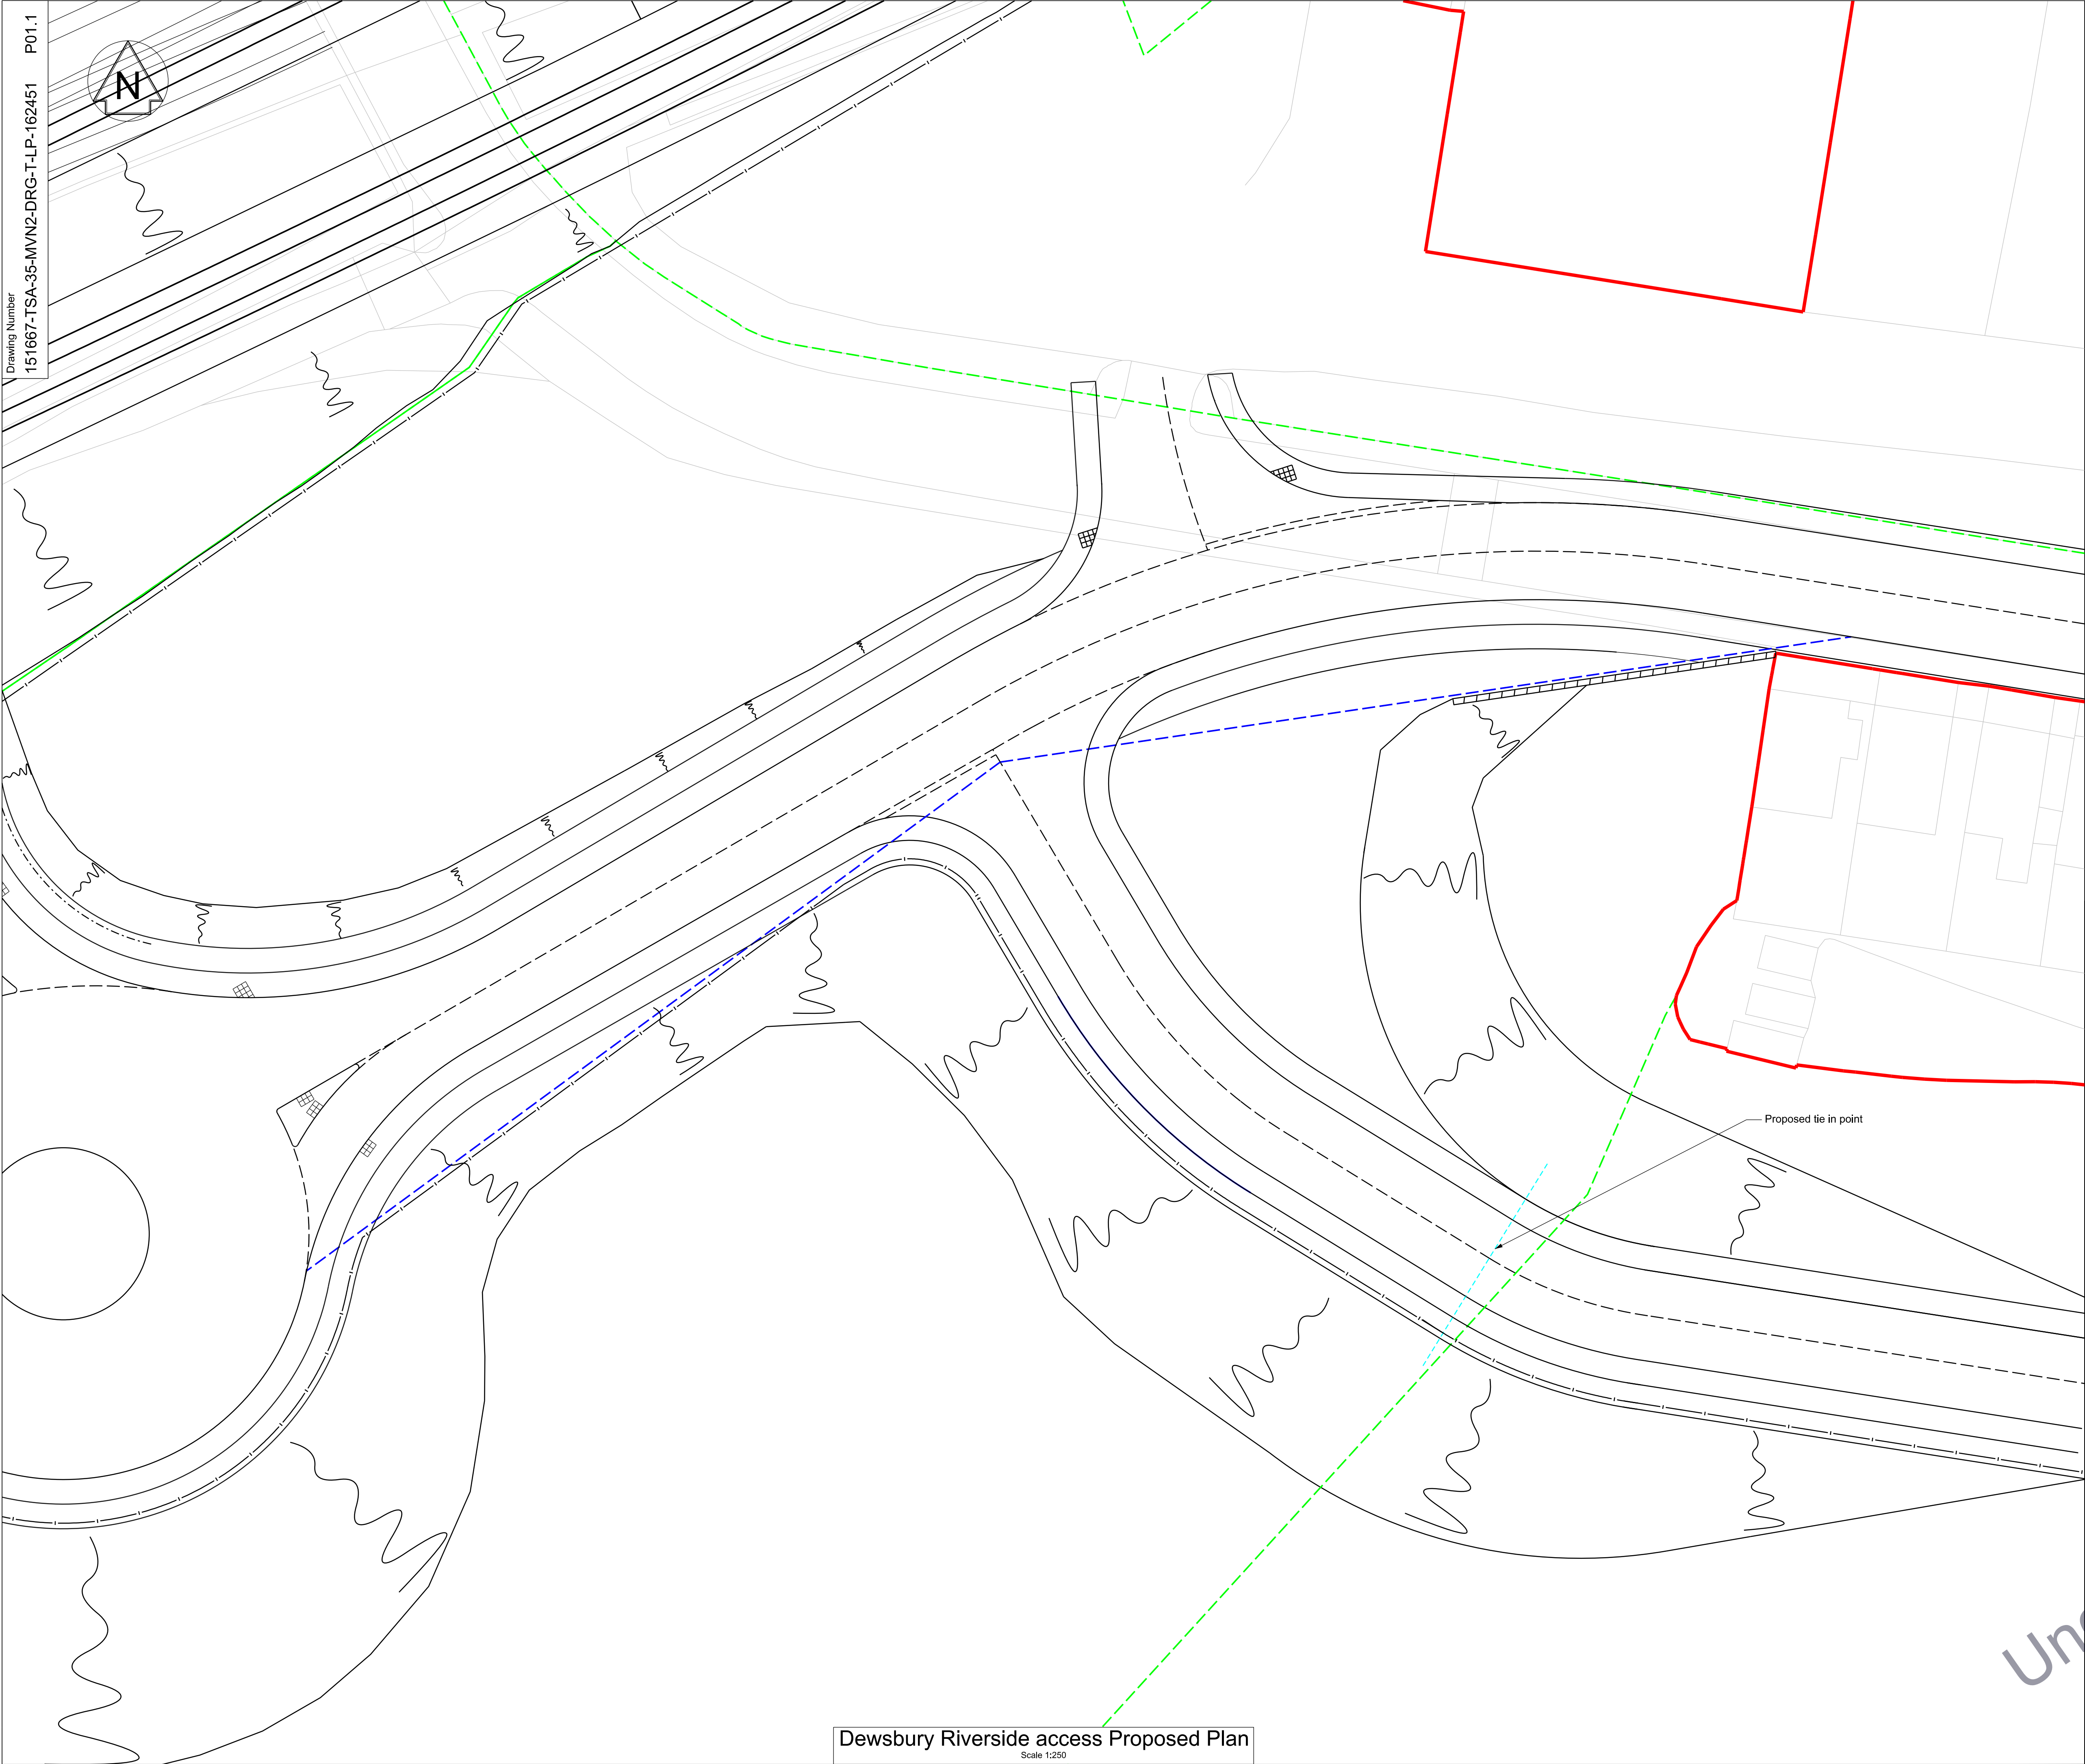 Drawing Number
151667-TSA-35-MVN2-DRG-T-LP-162451 P01.1
N
Proposed tie in point
Dewsbury Riverside access Proposed Plan
Scale 1:250